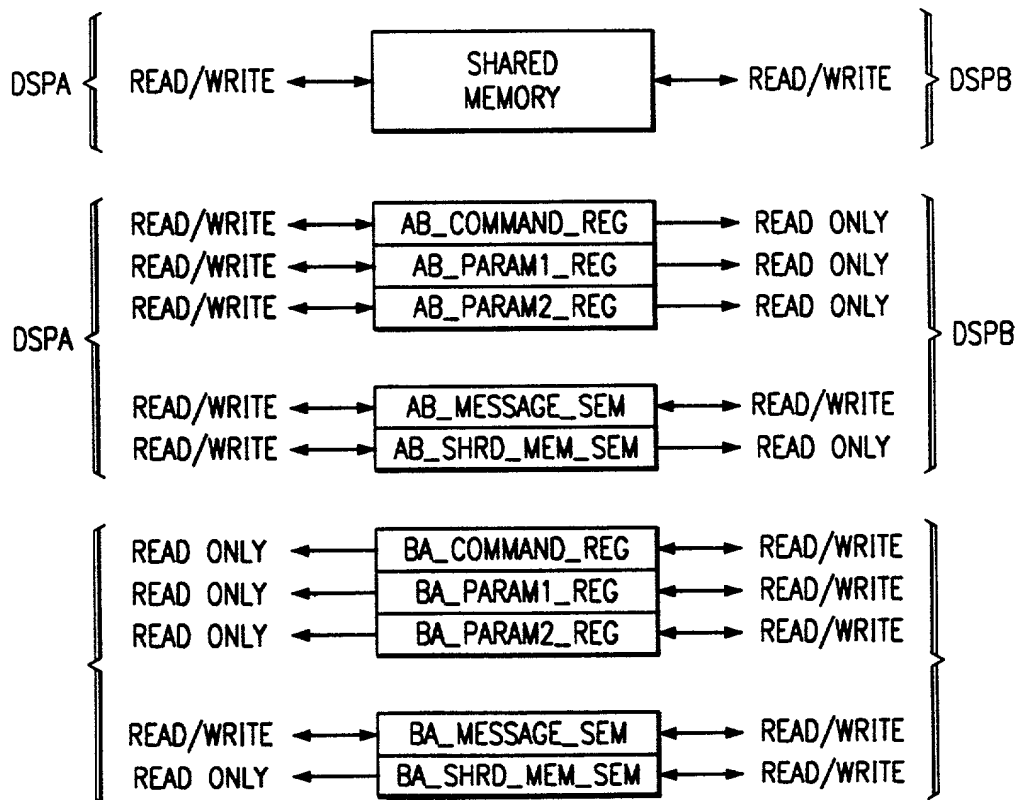 DSPA READ/WRITE SHARED MEMORY READ/WRITE DSPB
READ/WRITE AB_COMMAND_REG READ ONLY
READ/WRITE AB_PARAM1_REG READ ONLY
READ/WRITE AB_PARAM2_REG READ ONLY
DSPA DSPB
READ/WRITE AB_MESSAGE_SEM READ/WRITE
READ/WRITE AB_SHRD_MEM_SEM READ ONLY
READ ONLY BA_COMMAND_REG READ/WRITE
READ ONLY BA_PARAM1_REG READ/WRITE
READ ONLY BA_PARAM2_REG READ/WRITE
READ/WRITE BA_MESSAGE_SEM READ/WRITE
READ ONLY BA_SHRD_MEM_SEM READ/WRITE